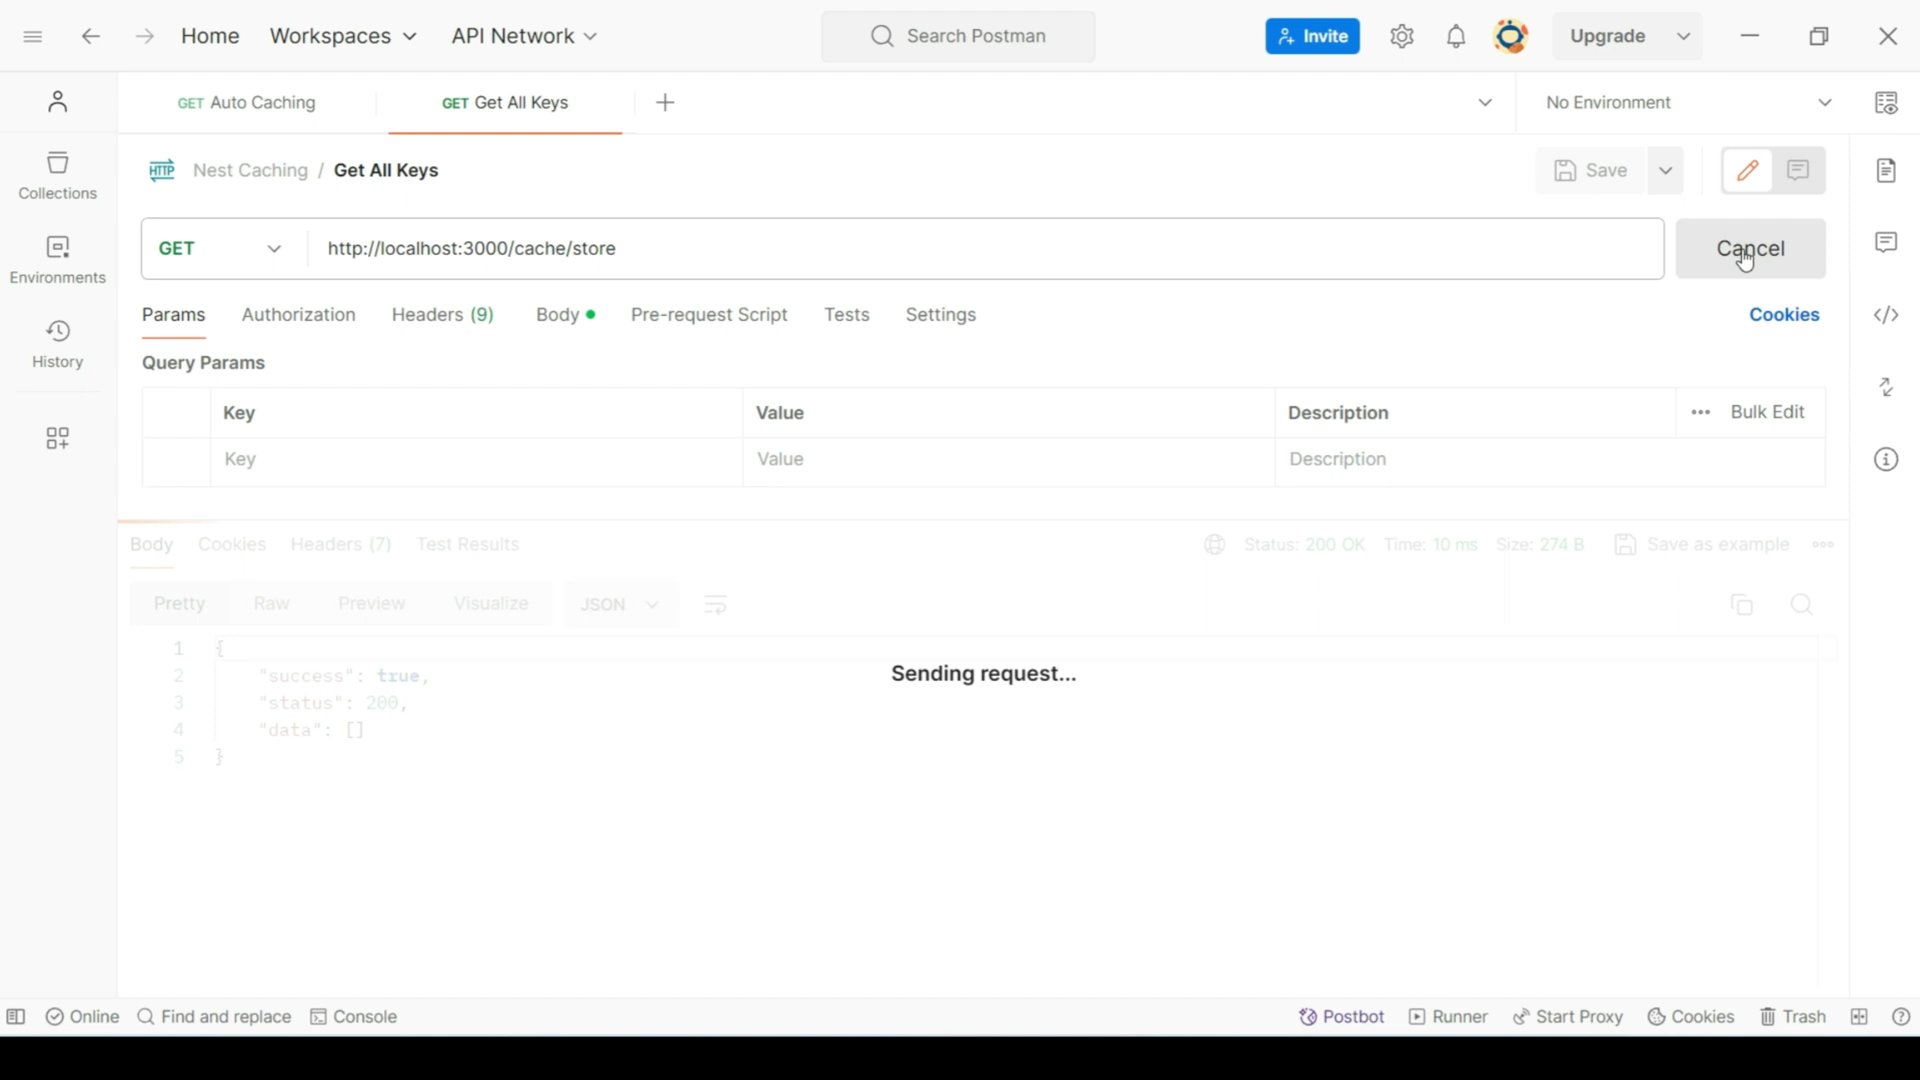 Home Workspaces API Network Search Postman Invite Upgrade
GET Auto Caching GET Get All Keys No Environment
HTTP Nest Caching / Get All Keys Save
Collections
GET http://localhost:3000/cache/store Cancel
Environments
Params Authorization Headers (9) Body Pre-request Script Tests Settings Cookies
History
Query Params
Key Value Description Bulk Edit
Key Value Description
Body Cookies Headers (7) Test Results Status: 200 OK Time: 10 ms Size: 274 B Save as example
Pretty Raw Preview Visualize JSON
1 {
2 "success": true,
Sending request...
3 "status": 200,
4 "data": []
5 }
Online Find and replace Console Postbot Runner Start Proxy Cookies Trash